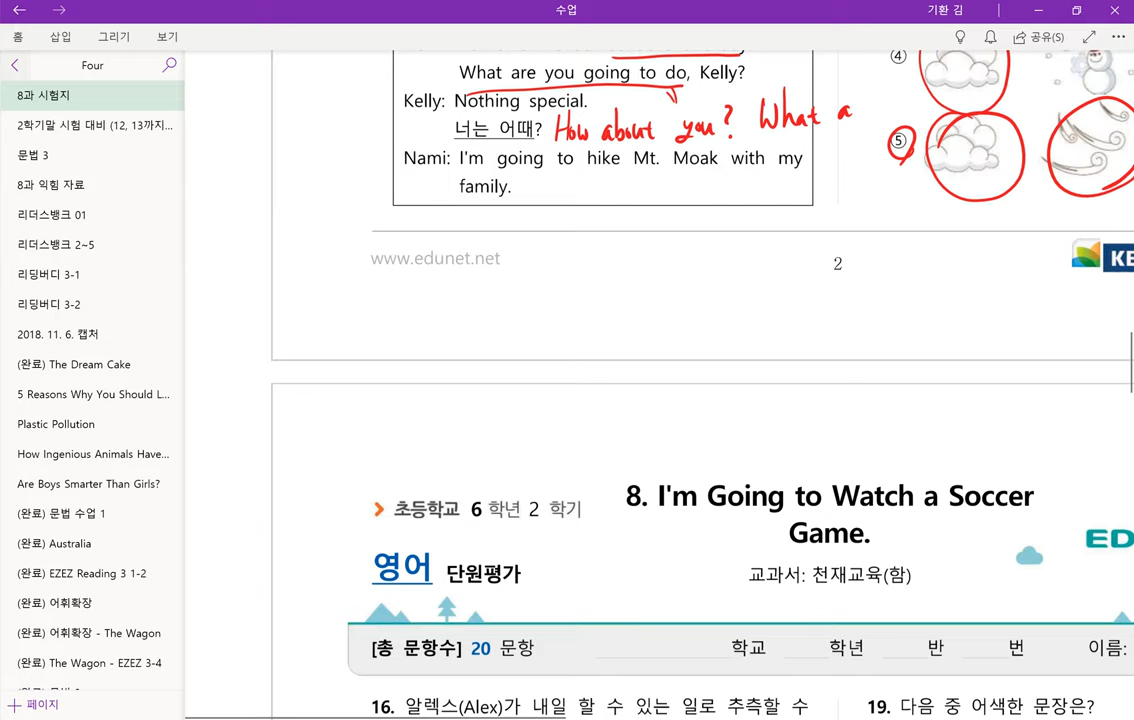 수업
기환 김
홈
삽입
그리기
보기
공유(S)
Four
8과 시험지
2학기말 시험 대비 (12, 13까지...
문법 3
8과 익힘 자료
리더스뱅크 01
리더스뱅크 2~5
리딩버디 3-1
리딩버디 3-2
2018. 11. 6. 캡처
(완료) The Dream Cake
5 Reasons Why You Should L...
Plastic Pollution
How Ingenious Animals Have...
Are Boys Smarter Than Girls?
(완료) 문법 수업 1
(완료) Australia
(완료) EZEZ Reading 3 1-2
(완료) 어휘확장
(완료) 어휘확장 - The Wagon
(완료) The Wagon - EZEZ 3-4
페이지
What are you going to do, Kelly?
Kelly: Nothing special.
너는 어때? How about you? What a
Nami: I'm going to hike Mt. Moak with my
family.
④
⑤
www.edunet.net
2
KE
8. I'm Going to Watch a Soccer
Game.
초등학교 6 학년 2 학기
영어 단원평가
교과서: 천재교육(함)
ED
[총 문항수] 20 문항 학교 학년 반 번 이름:
16. 알렉스(Alex)가 내일 할 수 있는 일로 추측할 수
19. 다음 중 어색한 문장은?